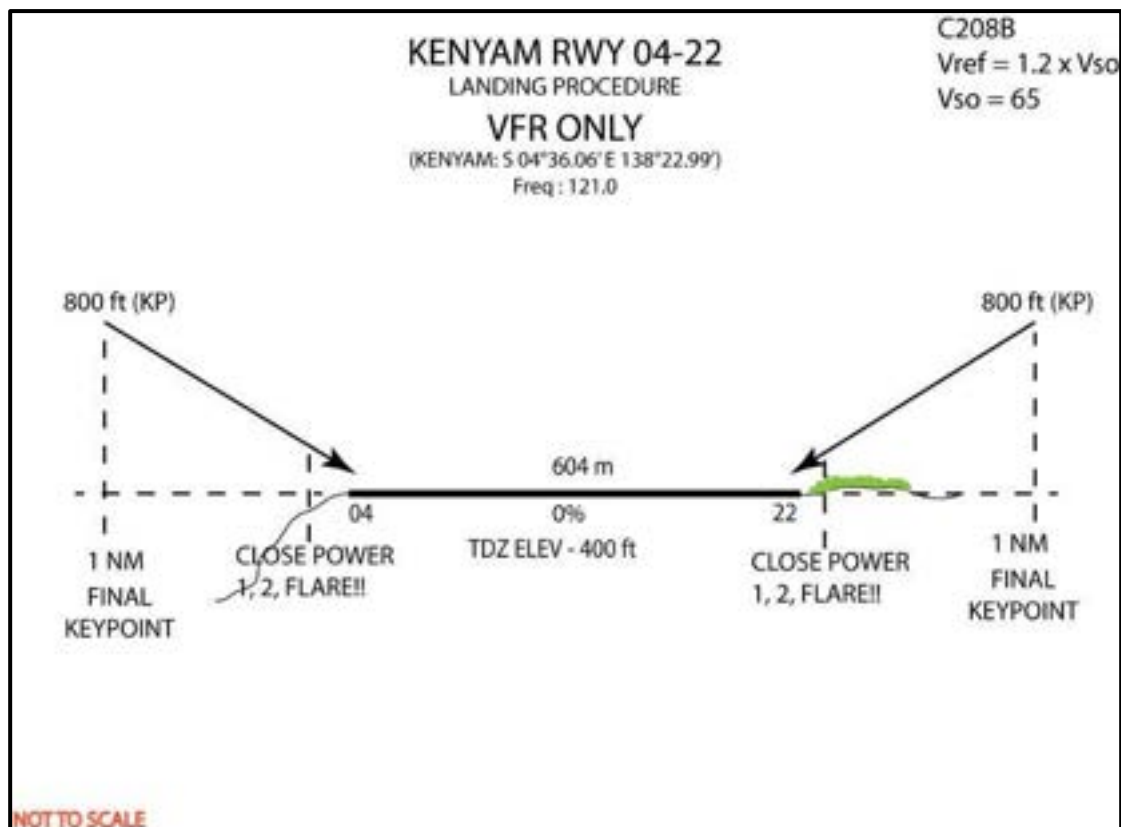 KENYAM RWY 04-22
LANDING PROCEDURE
VFR ONLY
(KENYAM: S 04°36.06' E 138°22.99')
Freq : 121.0
C208B
Vref = 1.2 x Vso
Vso = 65
800 ft (KP)
800 ft (KP)
604 m
04
0%
22
TDZ ELEV - 400 ft
1 NM
FINAL
KEYPOINT
CLOSE POWER
1, 2, FLARE!!
CLOSE POWER
1, 2, FLARE!!
1 NM
FINAL
KEYPOINT
NOT TO SCALE